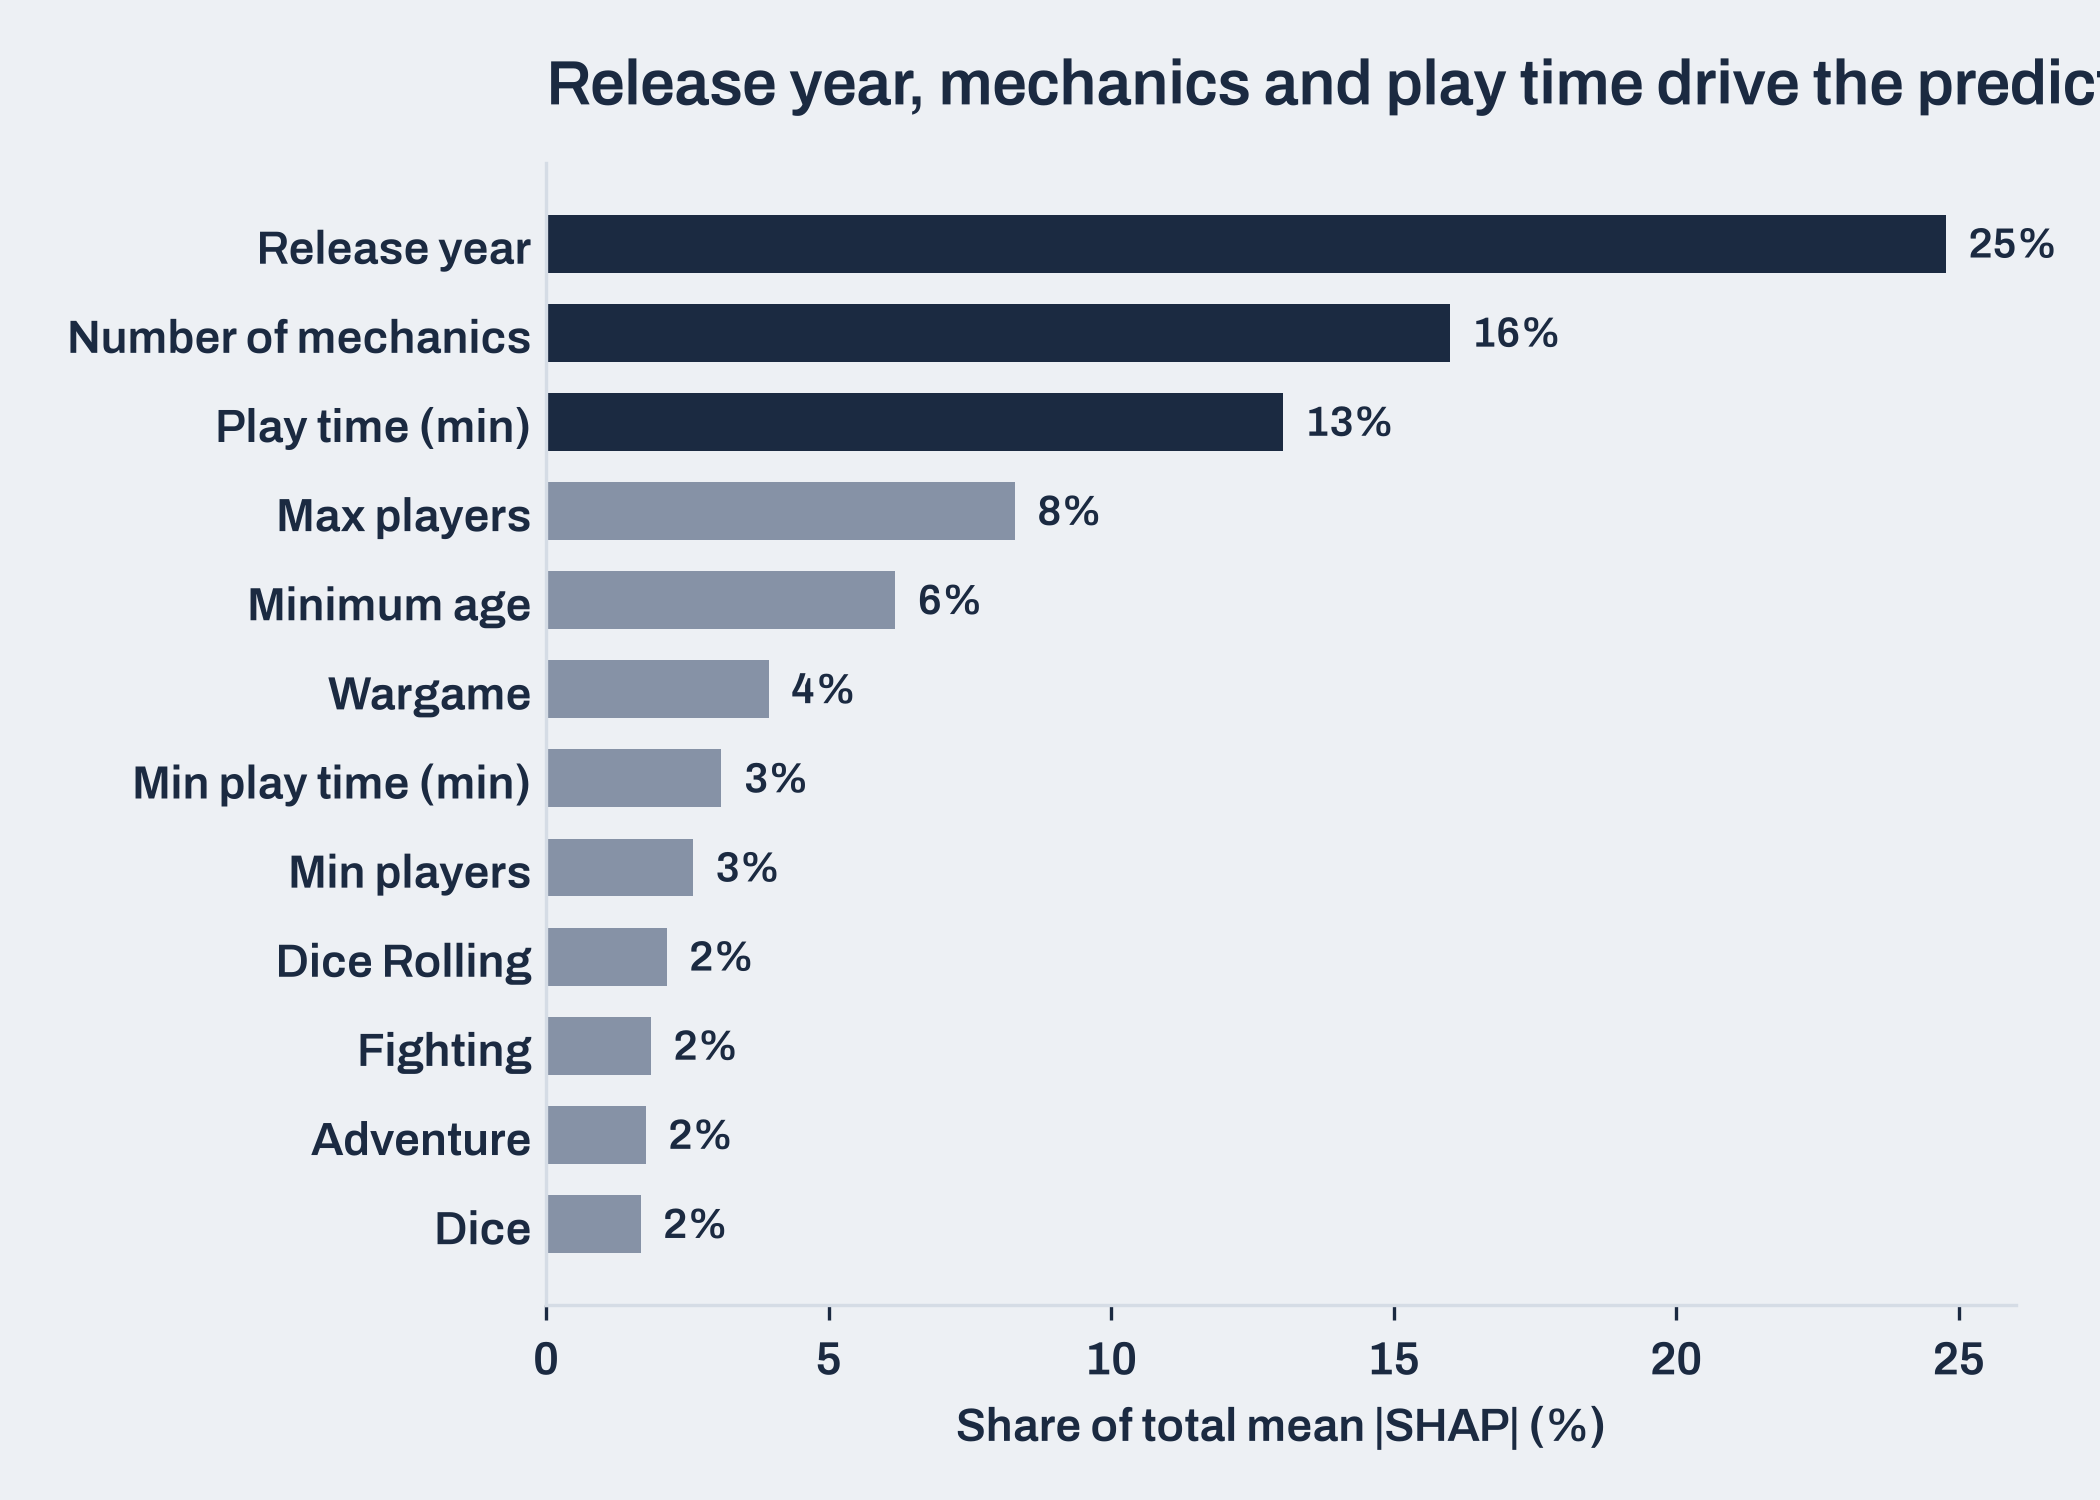 Release year, mechanics and play time drive the
Release year 25%
Number of mechanics 16%
Play time (min) 13%
Max players 8%
Minimum age 6%
Wargame 4%
Min play time (min) 3%
Min players 3%
Dice Rolling 2%
Fighting 2%
Adventure 2%
Dice 2%
0 5 10 15 20 25
Share of total mean |SHAP| (%)